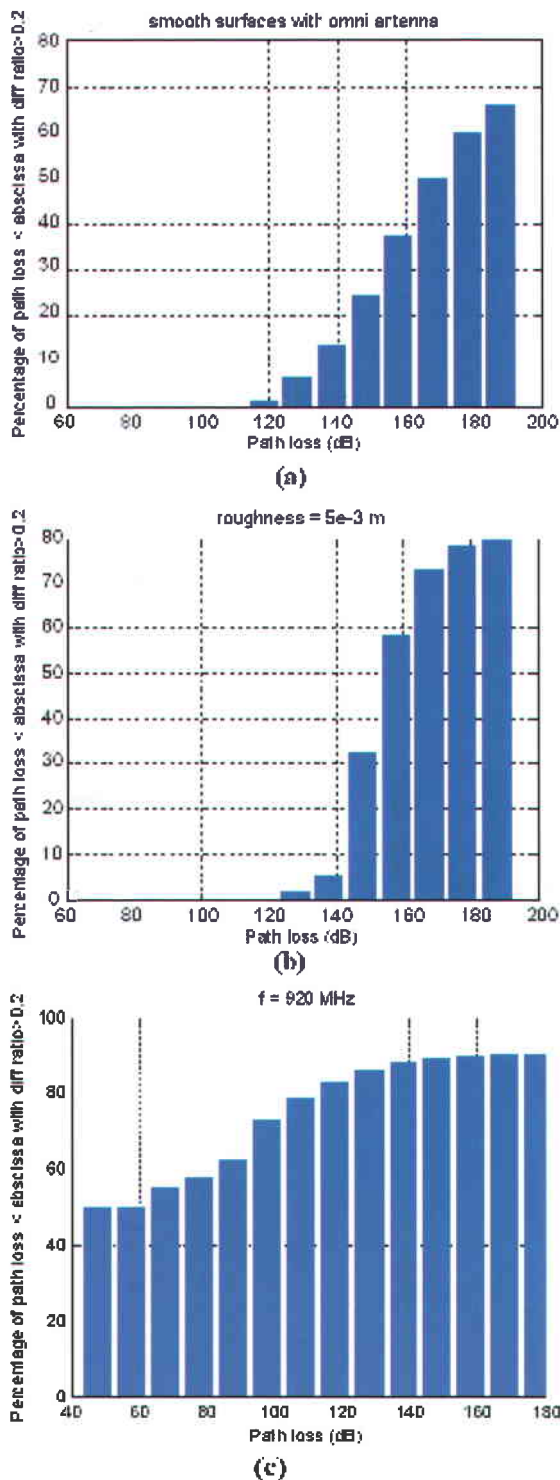 smooth surfaces with omni artenna
Percentage of path loss < abscissa with diff ratio>0.2
80
70
60
50
40
30
20
10
0
60 80 100 120 140 160 180 200
Path loss (dB)
(a)
roughness = 5e-3 m
Percentage of path loss < abscissa with diff ratio>0.2
80
70
60
50
40
30
20
10
0
60 80 100 120 140 160 180 200
Path loss (dB)
(b)
f = 920 MHz
Percentage of path loss < abscissa with diff ratio>0.2
100
80
60
40
20
0
40 60 80 100 120 140 160 180
Path loss (dB)
(c)